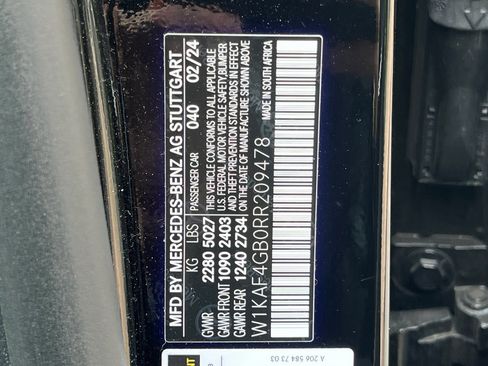 MFD BY MERCEDES-BENZ AG STUTTGART
PASSENGER CAR 040 02/24
KG LBS
GVWR 2280 5027
GAWR FRONT 1090 2403
GAWR REAR 1240 2734
THIS VEHICLE CONFORMS TO ALL APPLICABLE
U.S. FEDERAL MOTOR VEHICLE SAFETY, BUMPER
AND THEFT PREVENTION STANDARDS IN EFFECT
ON THE DATE OF MANUFACTURE SHOWN ABOVE
W1KAF4GB0RR209478
MADE IN SOUTH AFRICA
A 206 584 73 03